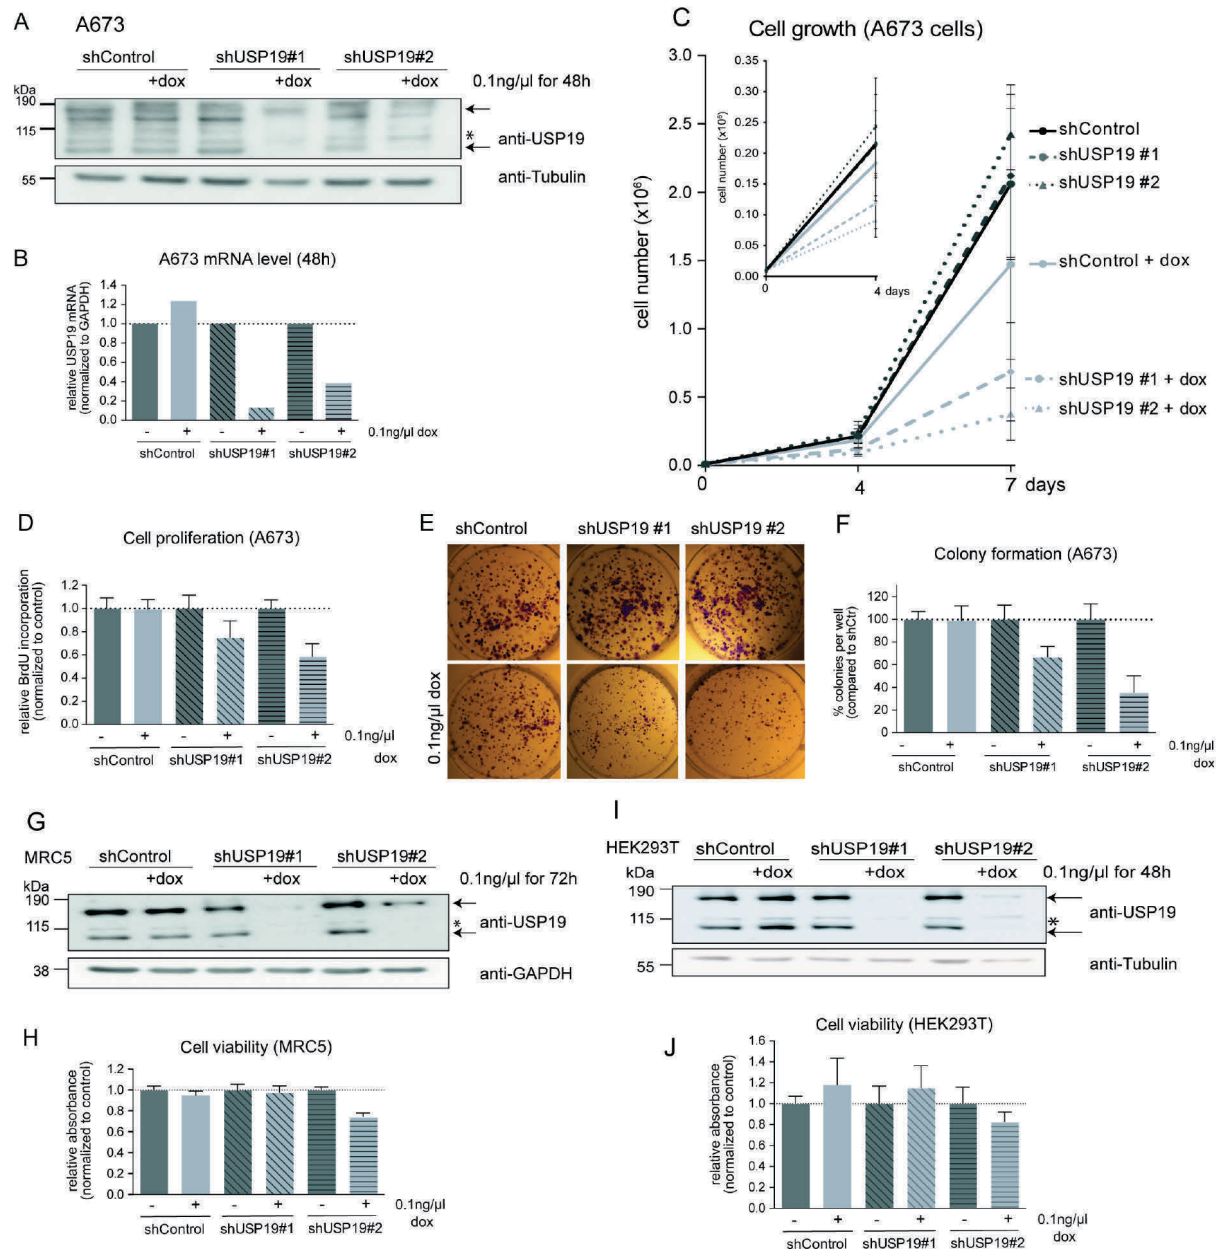 A
A673
shControl shUSP19#1 shUSP19#2
+dox +dox +dox 0.1ng/µl for 48h
kDa
190
115
*
anti-USP19
55
anti-Tubulin
B
A673 mRNA level (48h)
relative USP19 mRNA
(normalized to GAPDH)
1.4
1.2
1.0
0.8
0.6
0.4
0.2
0
- + - + - + 0.1ng/µl dox
shControl shUSP19#1 shUSP19#2
C
Cell growth (A673 cells)
cell number (x10⁶)
3.0
2.5
2.0
1.5
1.0
0.5
0.0
0 4 7 days
cell number (x10⁶)
0.35
0.30
0.25
0.20
0.15
0.10
0.05
0.00
0 4
days
shControl
shUSP19 #1
shUSP19 #2
shControl + dox
shUSP19 #1 + dox
shUSP19 #2 + dox
D
Cell proliferation (A673)
relative BrdU incorporation
(normalized to control)
1.2
1.0
0.8
0.6
0.4
0.2
0.0
- + - + - + 0.1ng/µl
dox
shControl shUSP19#1 shUSP19#2
E
shControl shUSP19 #1 shUSP19 #2
0.1ng/µl dox
F
Colony formation (A673)
% colonies per well
(compared to shCtr)
120
100
80
60
40
20
0
- + - + - + 0.1ng/µl
dox
shControl shUSP19#1 shUSP19#2
G
MRC5
shControl shUSP19#1 shUSP19#2
+dox +dox +dox 0.1ng/µl for 72h
kDa
190
115
*
anti-USP19
38
anti-GAPDH
H
Cell viability (MRC5)
relative absorbance
(normalized to control)
1.2
1.0
0.8
0.6
0.4
0.2
0.0
- + - + - + 0.1ng/µl
dox
shControl shUSP19#1 shUSP19#2
I
HEK293T
shControl shUSP19#1 shUSP19#2
+dox +dox +dox 0.1ng/µl for 48h
kDa
190
115
*
anti-USP19
55
anti-Tubulin
J
Cell viability (HEK293T)
relative absorbance
(normalized to control)
1.6
1.4
1.2
1.0
0.8
0.6
0.4
0.2
0.0
- + - + - + 0.1ng/µl
dox
shControl shUSP19#1 shUSP19#2